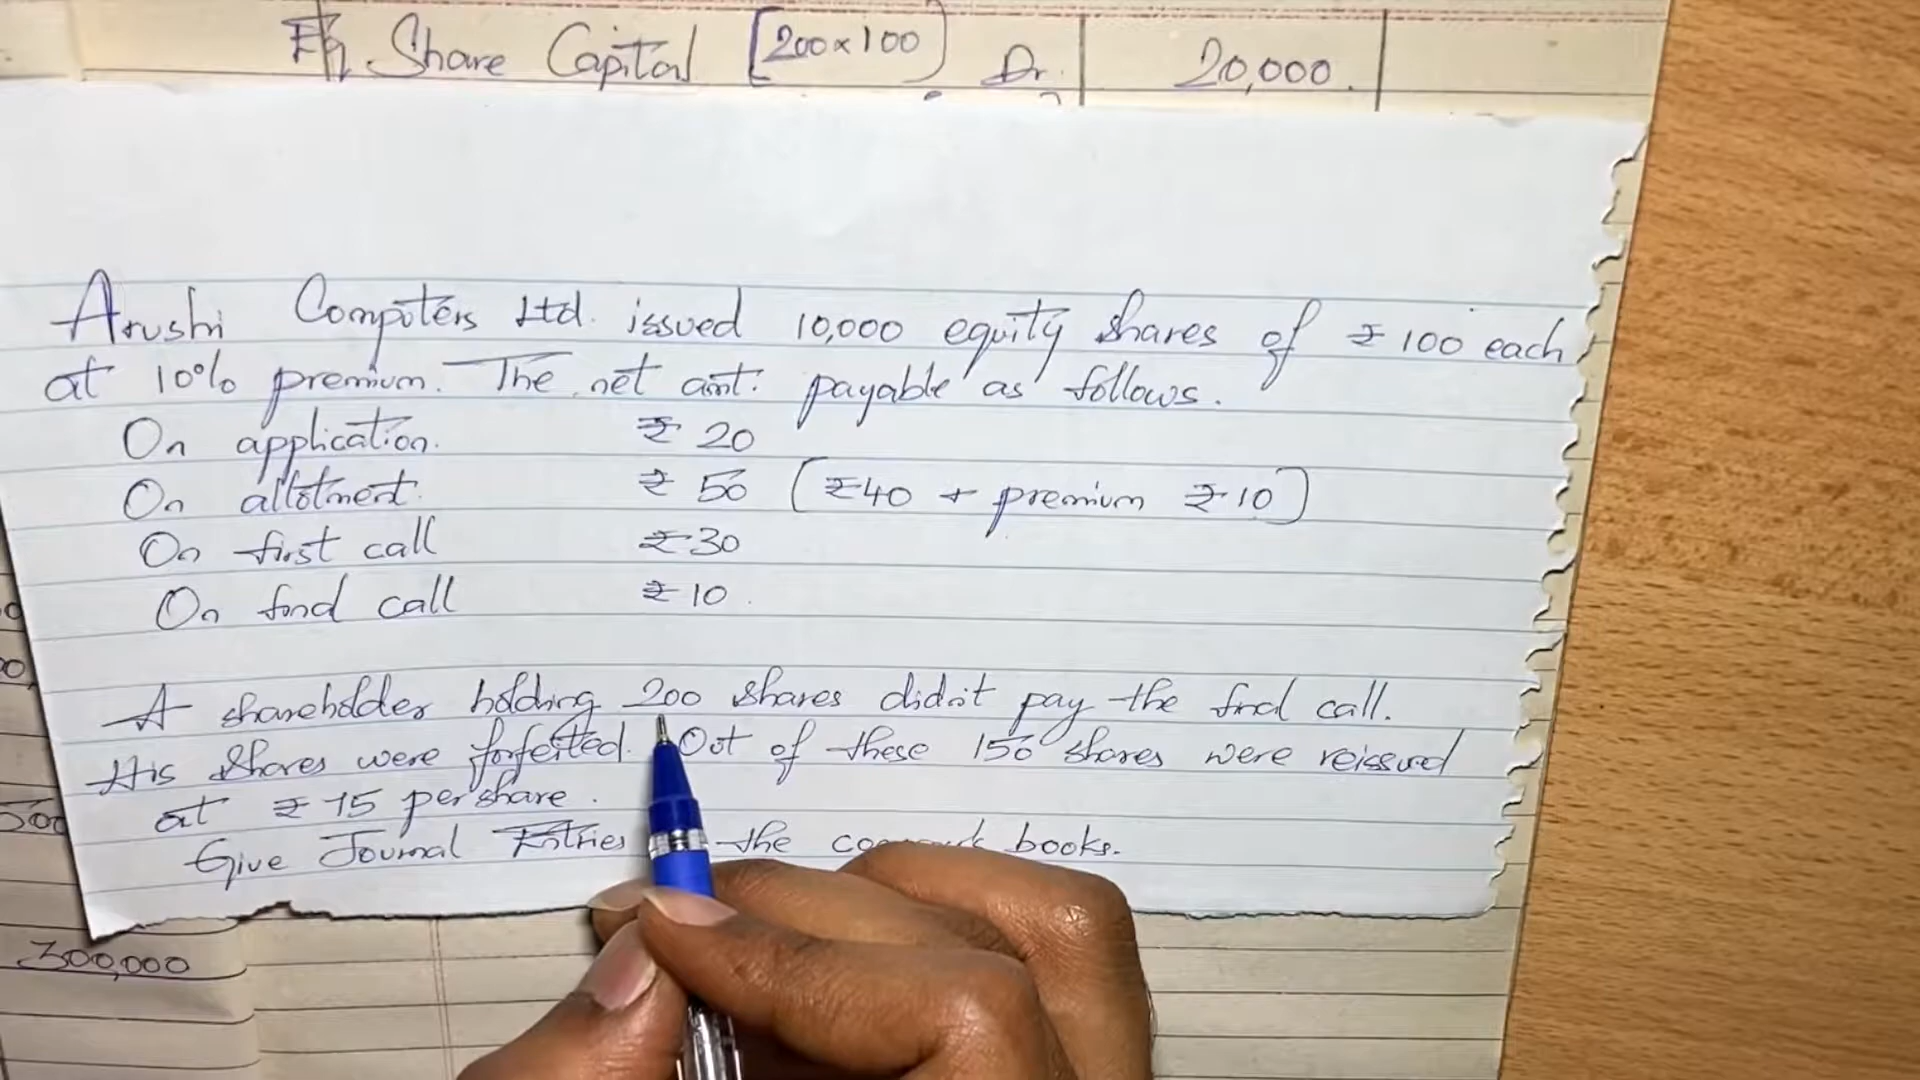 Eq. Share Capital [200 x 100] Dr. 20,000.
Arushi Computers Ltd. issued 10,000 equity shares of ₹ 100 each
at 10% premium. The net amt. payable as follows.
On application. ₹ 20
On allotment. ₹ 50 [₹40 + premium ₹10]
On first call ₹30
On final call ₹10.
A shareholder holding 200 shares didn't pay the final call.
His shares were forfeited. Out of these 150 shares were reissued
at ₹ 75 per share.
Give Journal Entries the books.
300,000